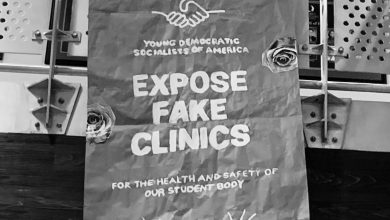 YOUNG DEMOCRATIC
SOCIALISTS OF AMERICA
EXPOSE
FAKE
CLINICS
FOR THE HEALTH AND SAFETY OF
OUR STUDENT BODY